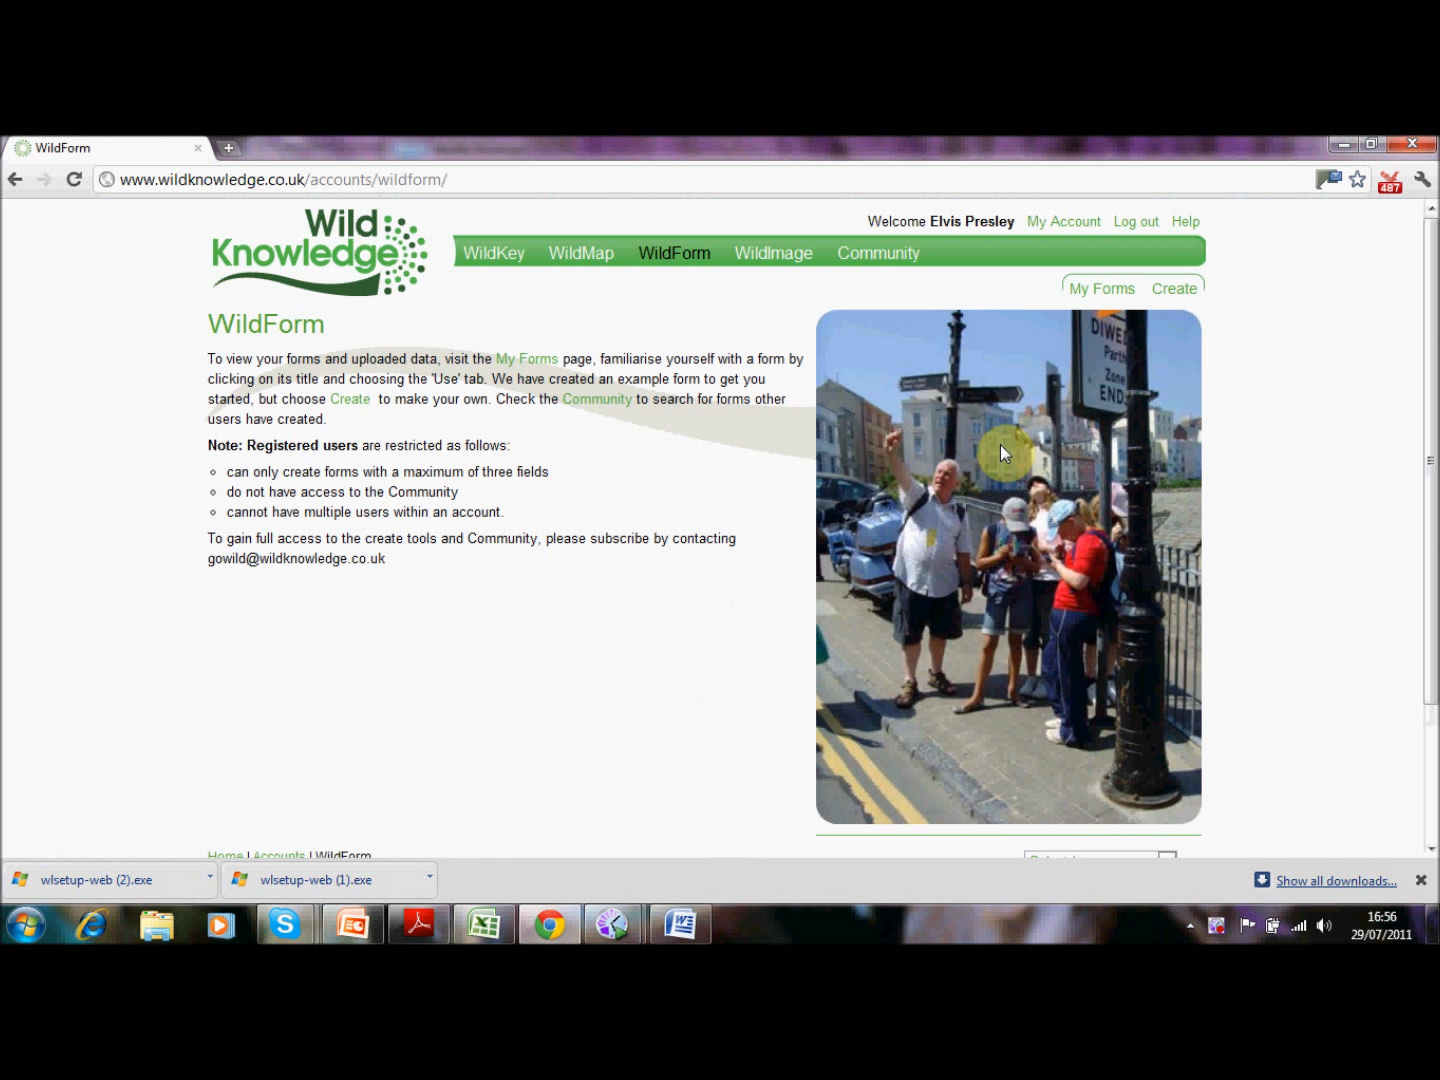 WildForm
www.wildknowledge.co.uk/accounts/wildform/
487
Wild
Knowledge
Welcome Elvis Presley My Account Log out Help
WildKey WildMap WildForm WildImage Community
My Forms Create
WildForm
To view your forms and uploaded data, visit the My Forms page, familiarise yourself with a form by
clicking on its title and choosing the 'Use' tab. We have created an example form to get you
started, but choose Create to make your own. Check the Community to search for forms other
users have created.
Note: Registered users are restricted as follows:
can only create forms with a maximum of three fields
do not have access to the Community
cannot have multiple users within an account.
To gain full access to the create tools and Community, please subscribe by contacting
gowild@wildknowledge.co.uk
Zone
ENDS
Home | Accounts | WildForm
wlsetup-web (2).exe
wlsetup-web (1).exe
Show all downloads...
16:56
29/07/2011